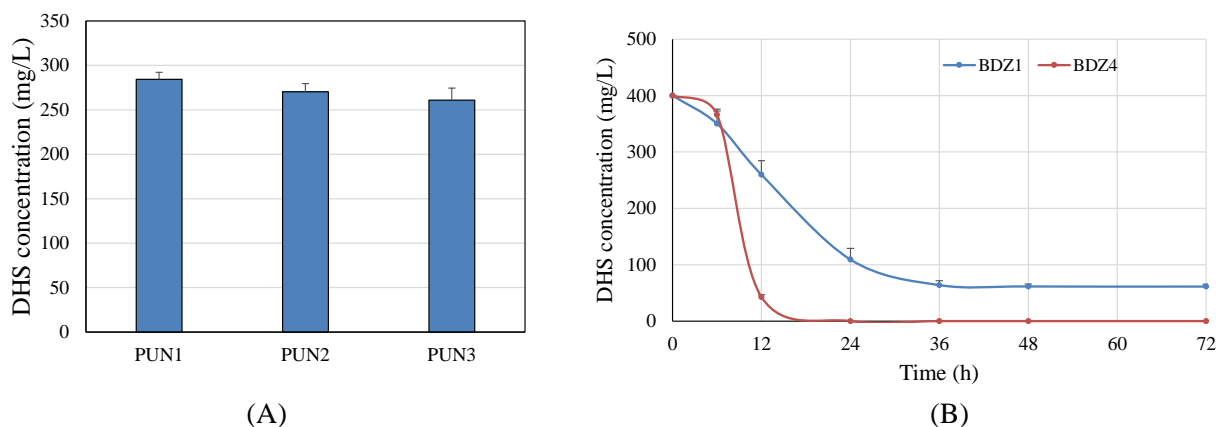 DHS concentration (mg/L)
350
300
250
200
150
100
50
0
PUN1 PUN2 PUN3
(A)
DHS concentration (mg/L)
500
400
300
200
100
0
BDZ1 BDZ4
0 12 24 36 48 60 72
Time (h)
(B)